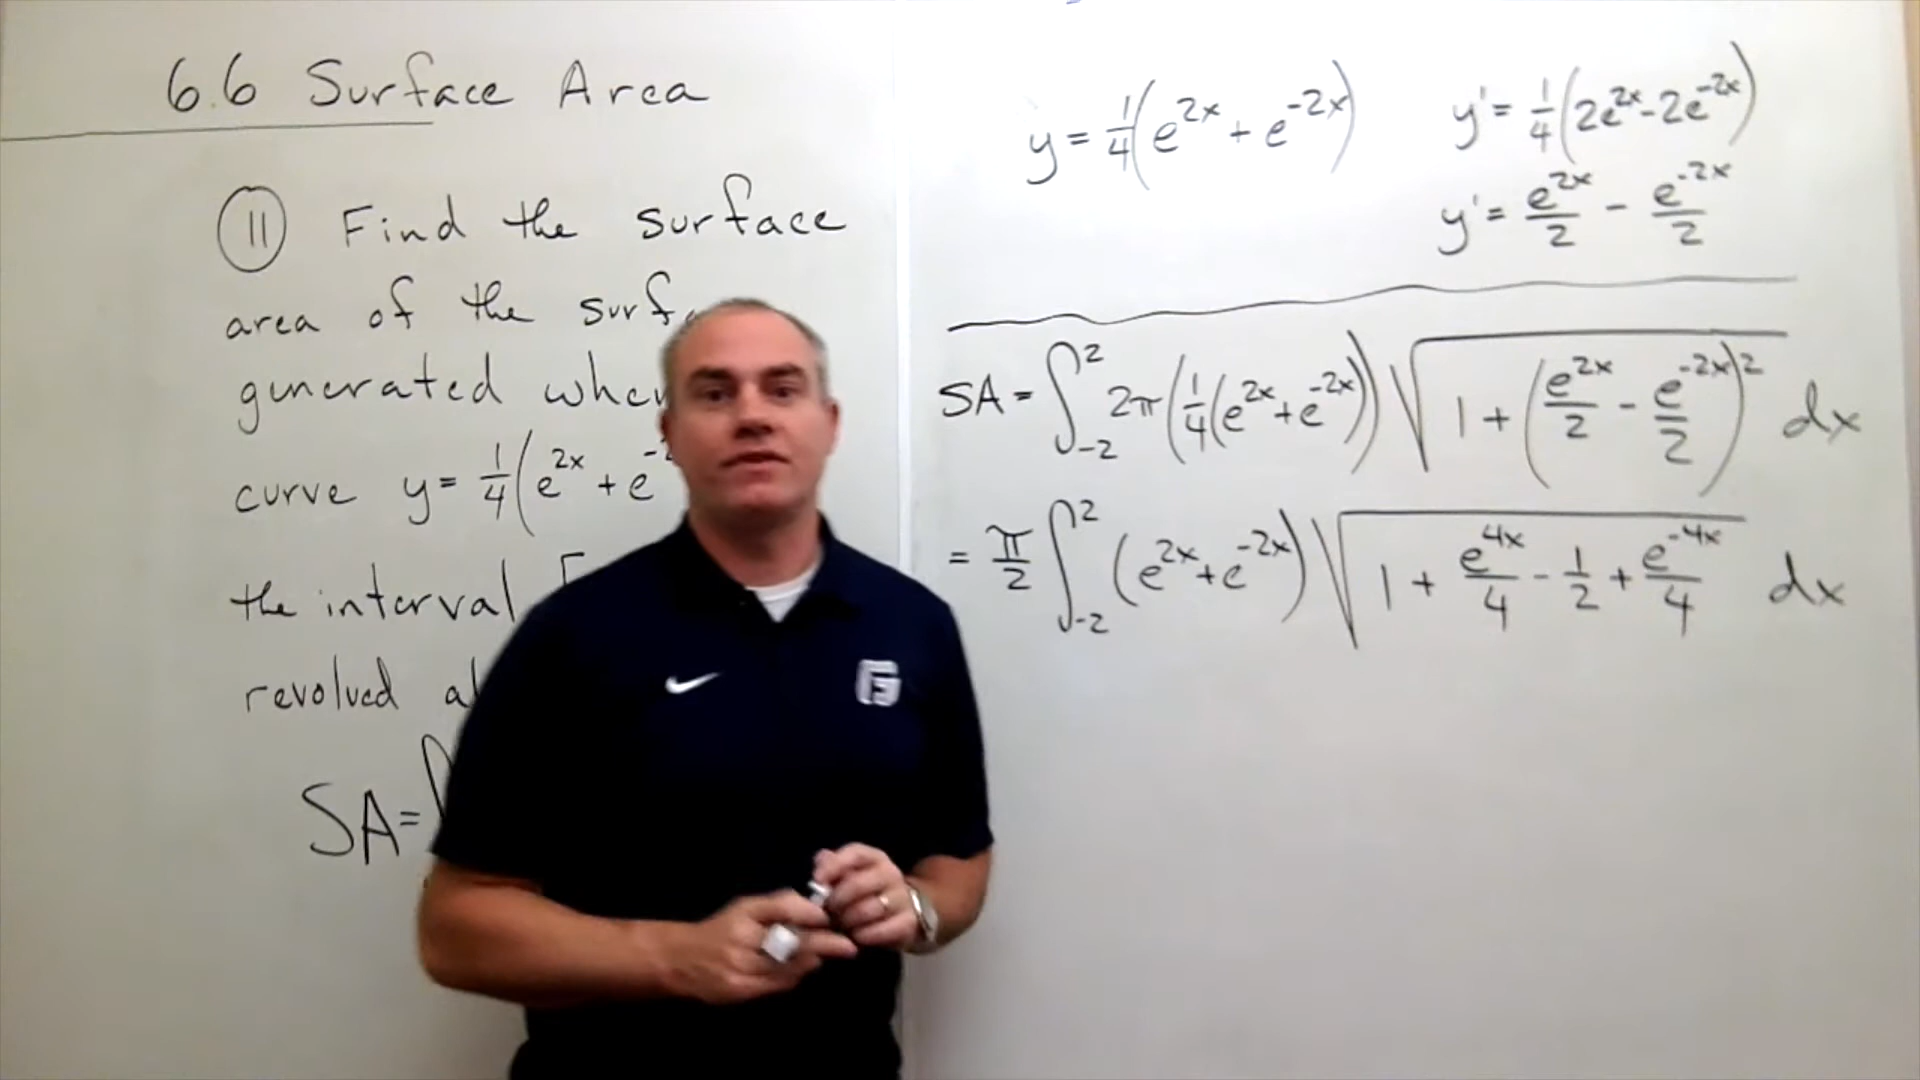 6.6 Surface Area
⑪ Find the surface
area of the surf
generated when
curve y = 1/4(e^{2x} + e^{-2
the interval [
revolved a
SA = ∫
y = 1/4(e^{2x} + e^{-2x})
y' = 1/4(2e^{2x} - 2e^{-2x})
y' = e^{2x}/2 - e^{-2x}/2
SA = ∫_{-2}^{2} 2π(1/4(e^{2x} + e^{-2x})) √(1 + (e^{2x}/2 - e^{-2x}/2)^2) dx
= π/2 ∫_{-2}^{2} (e^{2x} + e^{-2x}) √(1 + e^{4x}/4 - 1/2 + e^{-4x}/4) dx
G